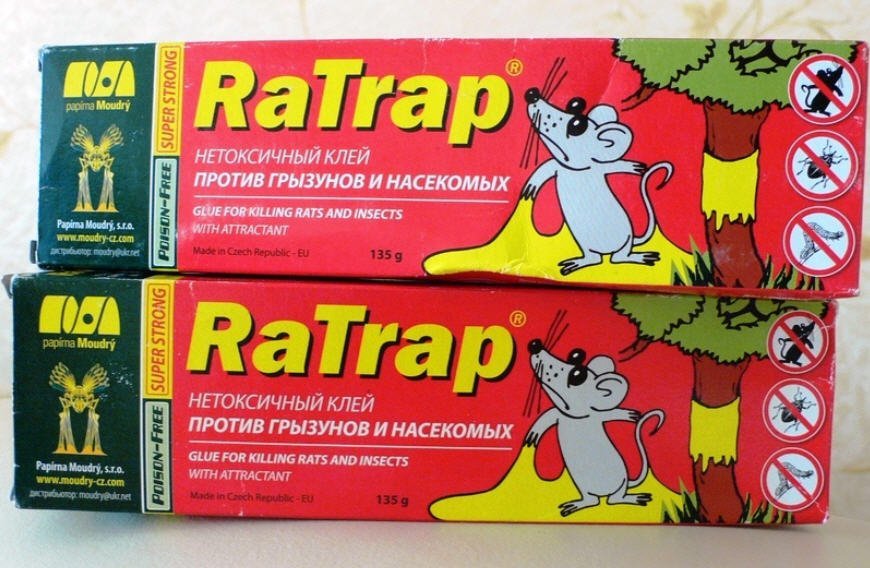 papírna Moudrý
Papírna Moudrý, s.r.o.
www.moudry-cz.com
дистрибьютор: moudry@ukr.net
SUPER STRONG
POISON-FREE
RaTrap®
НЕТОКСИЧНЫЙ КЛЕЙ
ПРОТИВ ГРЫЗУНОВ И НАСЕКОМЫХ
GLUE FOR KILLING RATS AND INSECTS
WITH ATTRACTANT
Made in Czech Republic - EU 135 g
papírna Moudrý
Papírna Moudrý, s.r.o.
www.moudry-cz.com
дистрибьютор: moudry@ukr.net
SUPER STRONG
POISON-FREE
RaTrap®
НЕТОКСИЧНЫЙ КЛЕЙ
ПРОТИВ ГРЫЗУНОВ И НАСЕКОМЫХ
GLUE FOR KILLING RATS AND INSECTS
WITH ATTRACTANT
Made in Czech Republic - EU 135 g